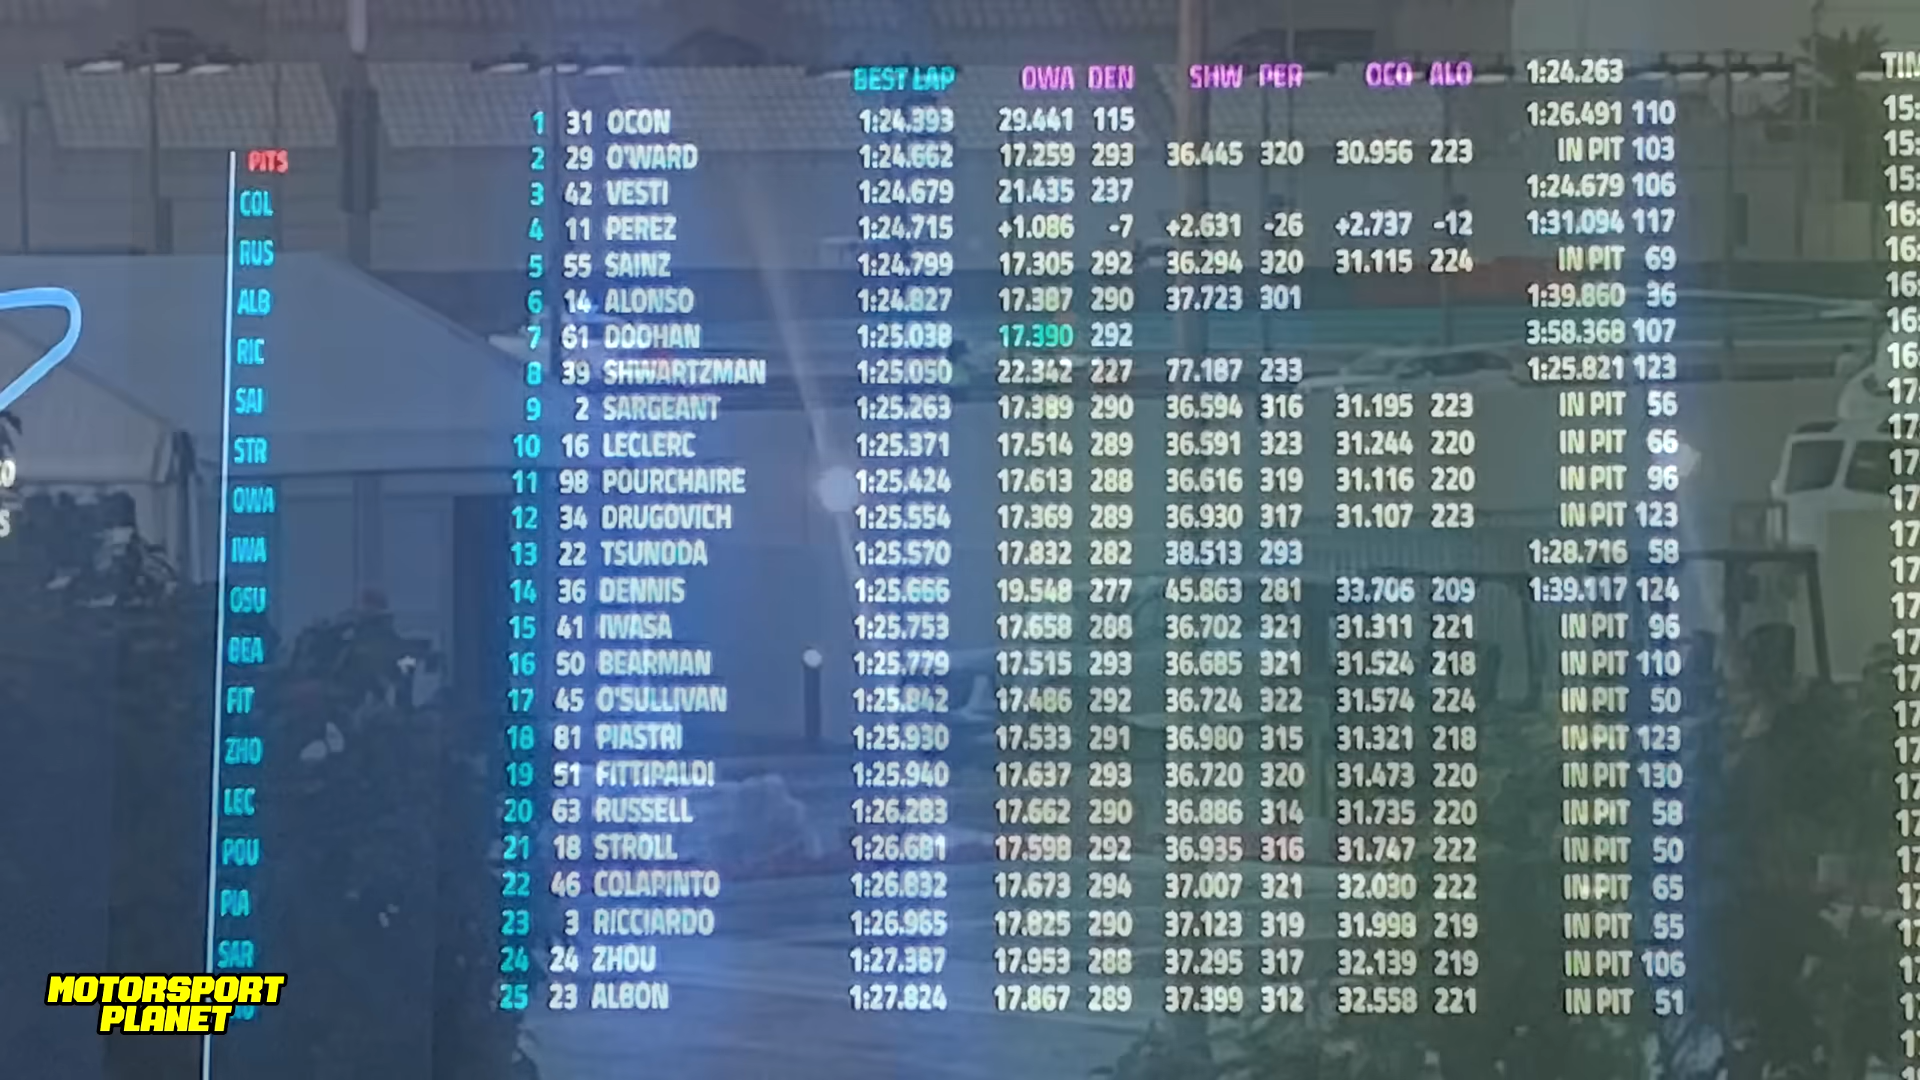 BEST LAP OWA DEN SHW PER OCO ALO 1:24.263
1 31 OCON 1:24.393 29.441 115 1:26.491 110
2 29 O'WARD 1:24.662 17.259 293 36.445 320 30.956 223 IN PIT 103
3 42 VESTI 1:24.679 21.435 237 1:24.679 106
4 11 PEREZ 1:24.715 +1.086 -7 +2.631 -26 +2.737 -12 1:31.094 117
5 55 SAINZ 1:24.799 17.305 292 36.294 320 31.115 224 IN PIT 69
6 14 ALONSO 1:24.827 17.387 290 37.723 301 1:39.860 36
7 61 DOOHAN 1:25.038 17.390 292 3:58.368 107
8 39 SHWARTZMAN 1:25.050 22.342 227 77.187 233 1:25.821 123
9 2 SARGEANT 1:25.263 17.389 290 36.594 316 31.195 223 IN PIT 56
10 16 LECLERC 1:25.371 17.514 289 36.591 323 31.244 220 IN PIT 66
11 98 POURCHAIRE 1:25.424 17.613 288 36.616 319 31.116 220 IN PIT 96
12 34 DRUGOVICH 1:25.554 17.369 289 36.930 317 31.107 223 IN PIT 123
13 22 TSUNODA 1:25.570 17.832 282 38.513 293 1:28.716 58
14 36 DENNIS 1:25.666 19.548 277 45.863 281 33.706 209 1:39.117 124
15 41 IWASA 1:25.753 17.658 288 36.702 321 31.311 221 IN PIT 96
16 50 BEARMAN 1:25.779 17.515 293 36.685 321 31.524 218 IN PIT 110
17 45 O'SULLIVAN 1:25.842 17.486 292 36.724 322 31.574 224 IN PIT 50
18 81 PIASTRI 1:25.930 17.533 291 36.980 315 31.321 218 IN PIT 123
19 51 FITTIPALDI 1:25.940 17.637 293 36.720 320 31.473 220 IN PIT 130
20 63 RUSSELL 1:26.283 17.662 290 36.886 314 31.735 220 IN PIT 58
21 18 STROLL 1:26.681 17.598 292 36.935 316 31.747 222 IN PIT 50
22 46 COLAPINTO 1:26.832 17.673 294 37.007 321 32.030 222 IN PIT 65
23 3 RICCIARDO 1:26.965 17.825 290 37.123 319 31.998 219 IN PIT 55
24 24 ZHOU 1:27.387 17.953 288 37.295 317 32.139 219 IN PIT 106
25 23 ALBON 1:27.824 17.867 289 37.399 312 32.558 221 IN PIT 51
PITS
COL
RUS
ALB
RIC
SAI
STR
OWA
IWA
OSU
BEA
FIT
ZHO
LEC
POU
PIA
SAR
MOTORSPORT
PLANET